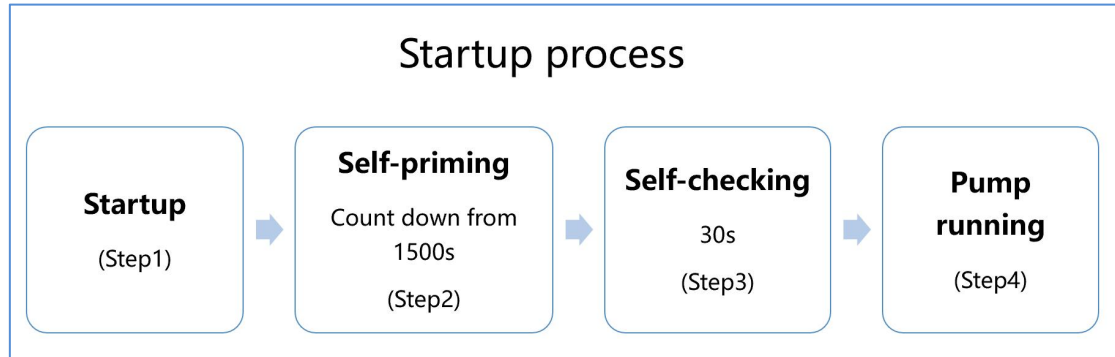 Startup process
Startup
(Step1)
Self-priming
Count down from
1500s
(Step2)
Self-checking
30s
(Step3)
Pump
running
(Step4)